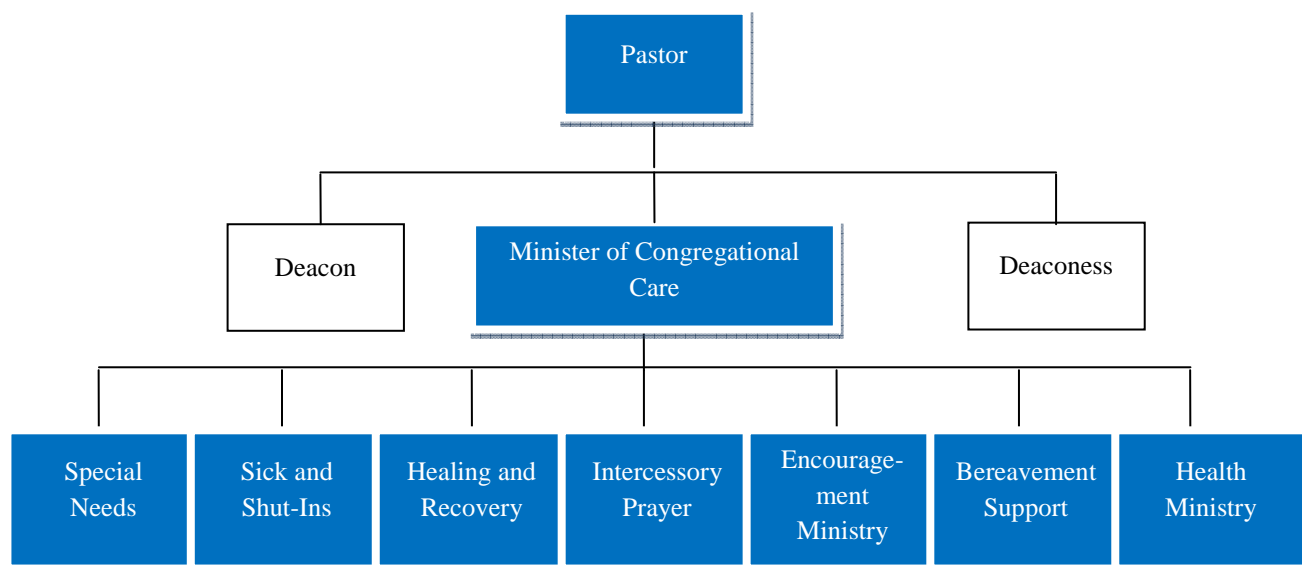 Pastor
Deacon
Minister of Congregational
Care
Deaconess
Special
Needs
Sick and
Shut-Ins
Healing and
Recovery
Intercessory
Prayer
Encourage-
ment
Ministry
Bereavement
Support
Health
Ministry